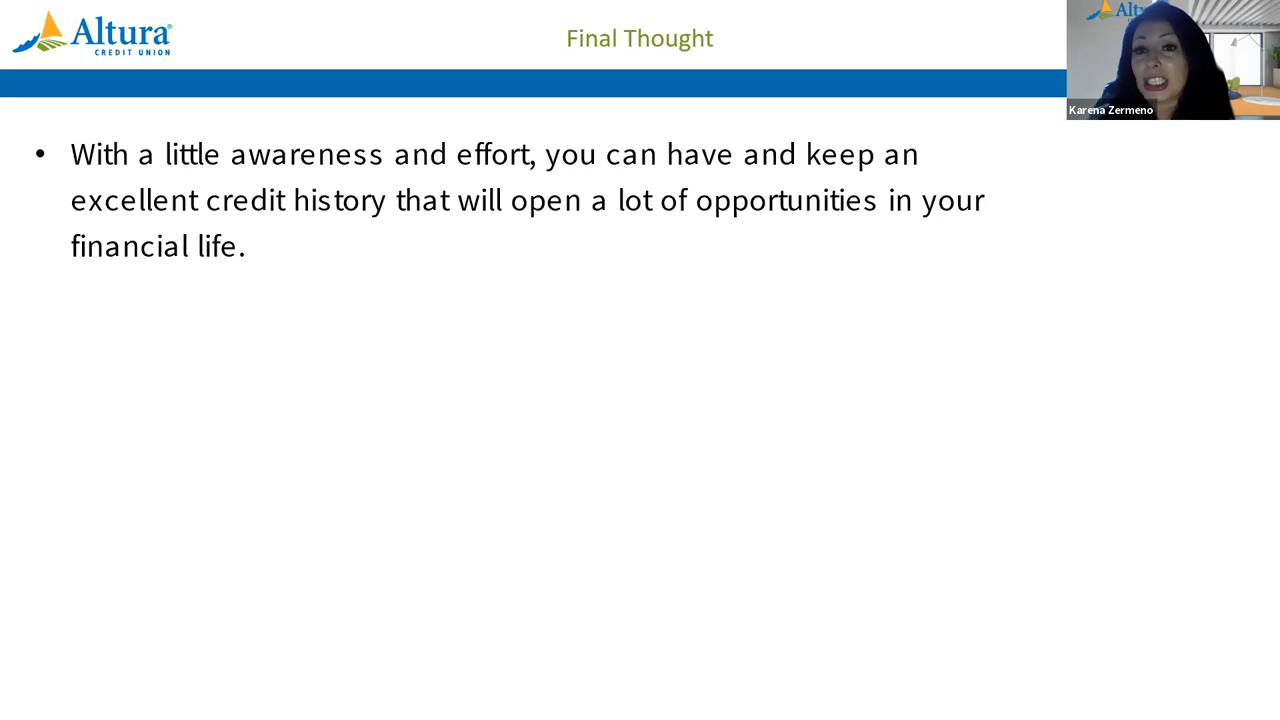 Altura
CREDIT UNION
Final Thought
Altu
Karena Zermeno
• With a little awareness and effort, you can have and keep an
excellent credit history that will open a lot of opportunities in your
financial life.